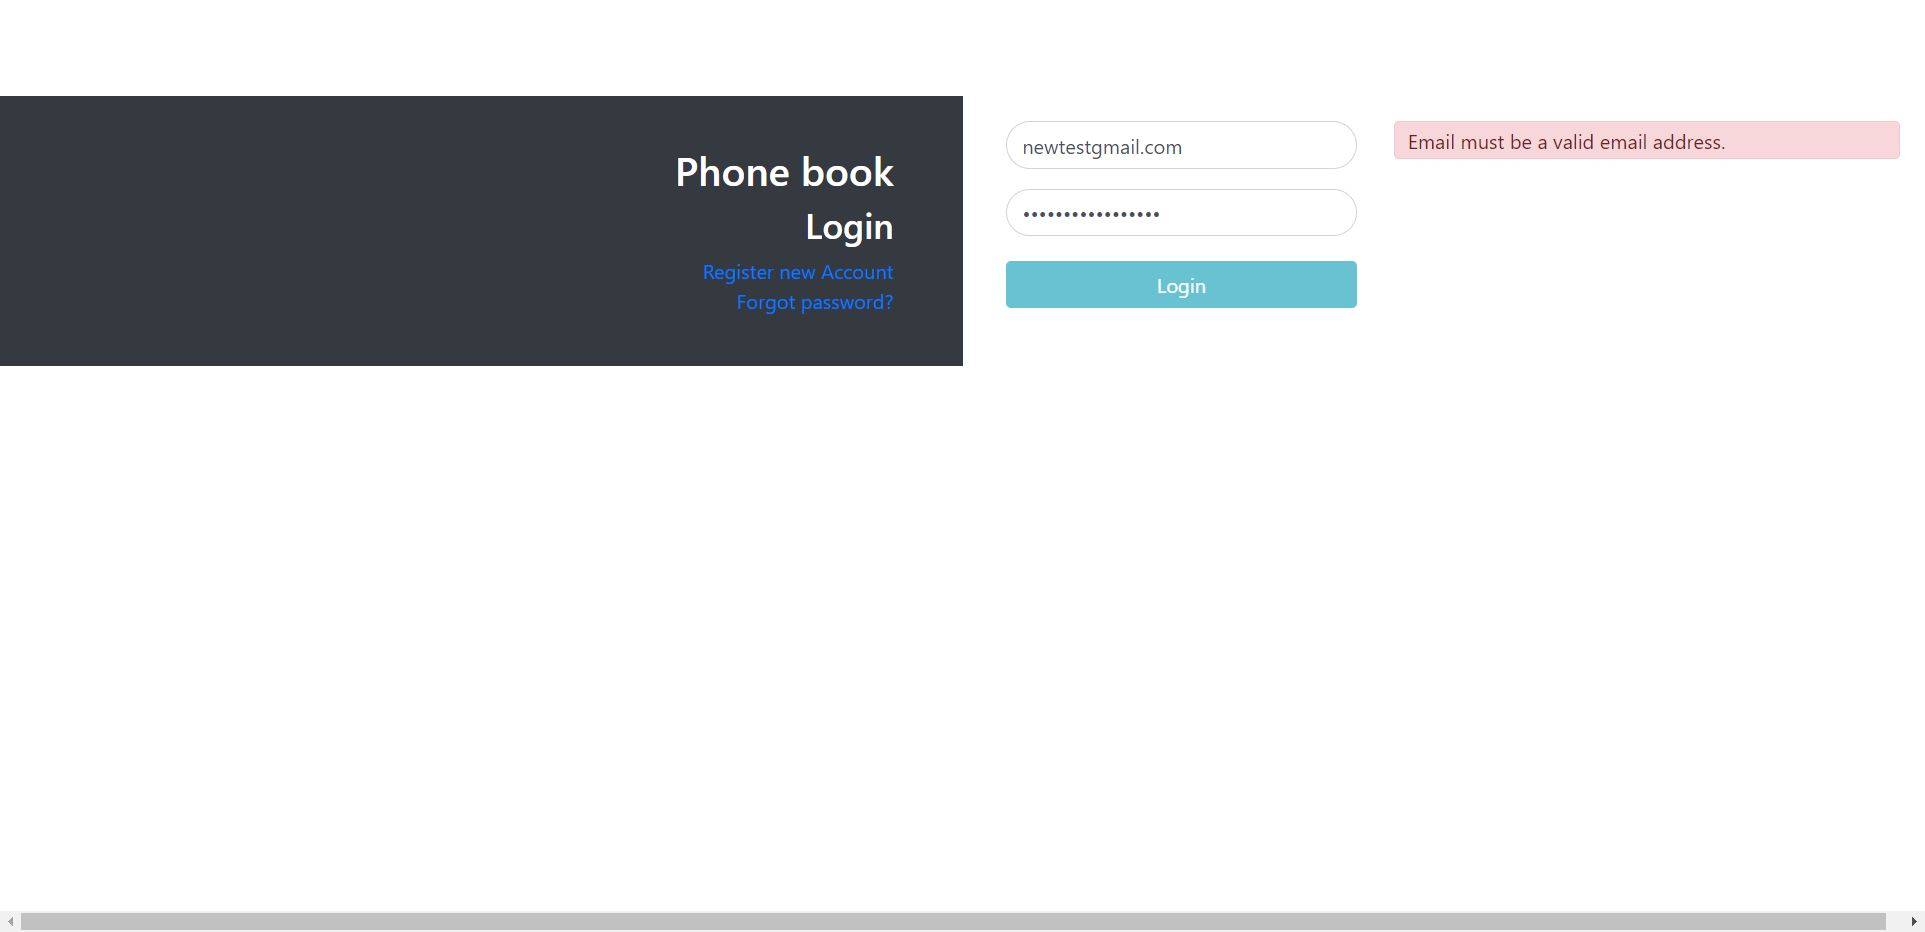 Phone book
Login
Register new Account
Forgot password?
newtestgmail.com
•••••••••••••••••
Login
Email must be a valid email address.